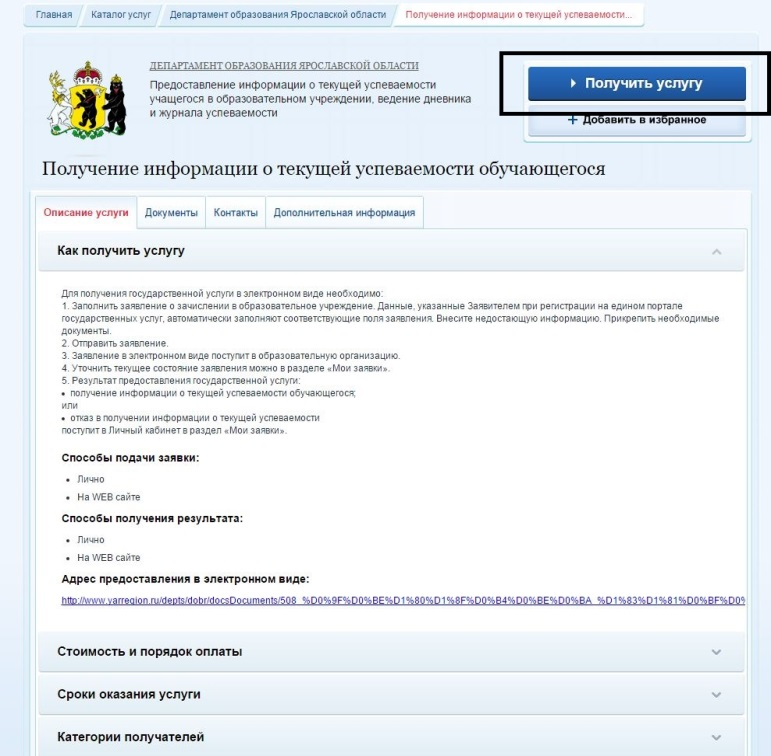 Главная
Каталог услуг
Департамент образования Ярославской области
Получение информации о текущей успеваемости...
ДЕПАРТАМЕНТ ОБРАЗОВАНИЯ ЯРОСЛАВСКОЙ ОБЛАСТИ
Предоставление информации о текущей успеваемости
учащегося в образовательном учреждении, ведение дневника
и журнала успеваемости
Получить услугу
+ Добавить в избранное
Получение информации о текущей успеваемости обучающегося
Описание услуги
Документы
Контакты
Дополнительная информация
Как получить услугу
Для получения государственной услуги в электронном виде необходимо:
1. Заполнить заявление о зачислении в образовательное учреждение. Данные, указанные Заявителем при регистрации на едином портале
государственных услуг, автоматически заполняют соответствующие поля заявления. Внесите недостающую информацию. Прикрепить необходимые
документы.
2. Отправить заявление.
3. Заявление в электронном виде поступит в образовательную организацию.
4. Уточнить текущее состояние заявления можно в разделе «Мои заявки».
5. Результат предоставления государственной услуги:
• получение информации о текущей успеваемости обучающегося;
или
• отказ в получении информации о текущей успеваемости
поступит в Личный кабинет в раздел «Мои заявки».
Способы подачи заявки:
• Лично
• На WEB сайте
Способы получения результата:
• Лично
• На WEB сайте
Адрес предоставления в электронном виде:
http://www.yarregion.ru/depts/dobr/docsDocuments/508_%D0%9F%D0%BE%D1%80%D1%8F%D0%B4%D0%BE%D0%BA_%D1%83%D1%81%D0%BF%D0%
Стоимость и порядок оплаты
Сроки оказания услуги
Категории получателей